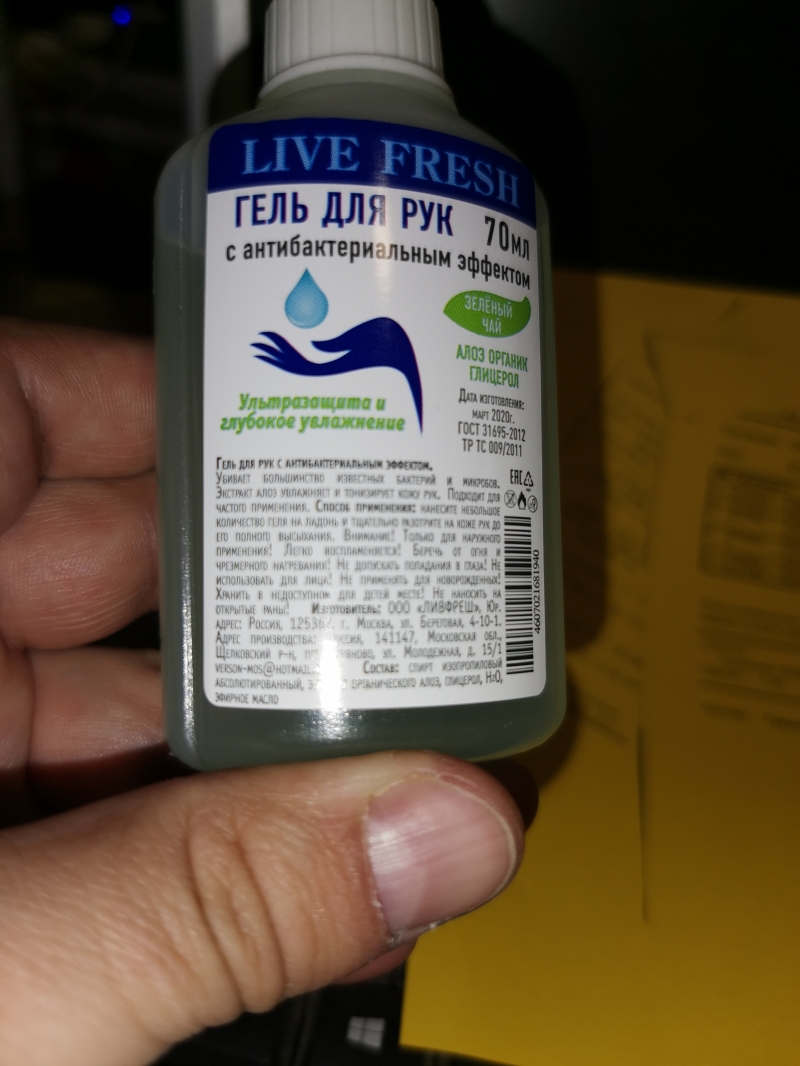 LIVE FRESH
ГЕЛЬ ДЛЯ РУК 70мл
с антибактериальным эффектом
ЗЕЛЁНЫЙ
ЧАЙ
АЛОЭ ОРГАНИК
ГЛИЦЕРОЛ
Ультразащита и
глубокое увлажнение
Дата изготовления:
март 2020г.
ГОСТ 31695-2012
ТР ТС 009/2011
EAC
Гель для рук с антибактериальным эффектом.
Убивает большинство известных бактерий и микробов.
Экстракт алоэ увлажняет и тонизирует кожу рук. Подходит для
частого применения. Способ применения: нанесите небольшое
количество геля на ладонь и тщательно разотрите на коже рук до
его полного высыхания. Внимание! Только для наружного
применения! Легко воспламеняется! Беречь от огня и
чрезмерного нагревания! Не допускать попадания в глаза! Не
использовать для лица! Не применять для новорожденных!
Хранить в недоступном для детей месте! Не наносить на
открытые раны! Изготовитель: ООО «ЛИВФРЕШ», Юр.
адрес: Россия, г. Москва, ул. Береговая, 4-10-1.
Адрес производства: Россия, 141147, Московская обл.,
Щелковский р-н, ул. Молодежная, д. 15/1
verson-mos@hotmail. Состав: спирт изопропиловый
абсолютированный, органического алоэ, глицерол, H2O,
эфирное масло
4607021681940